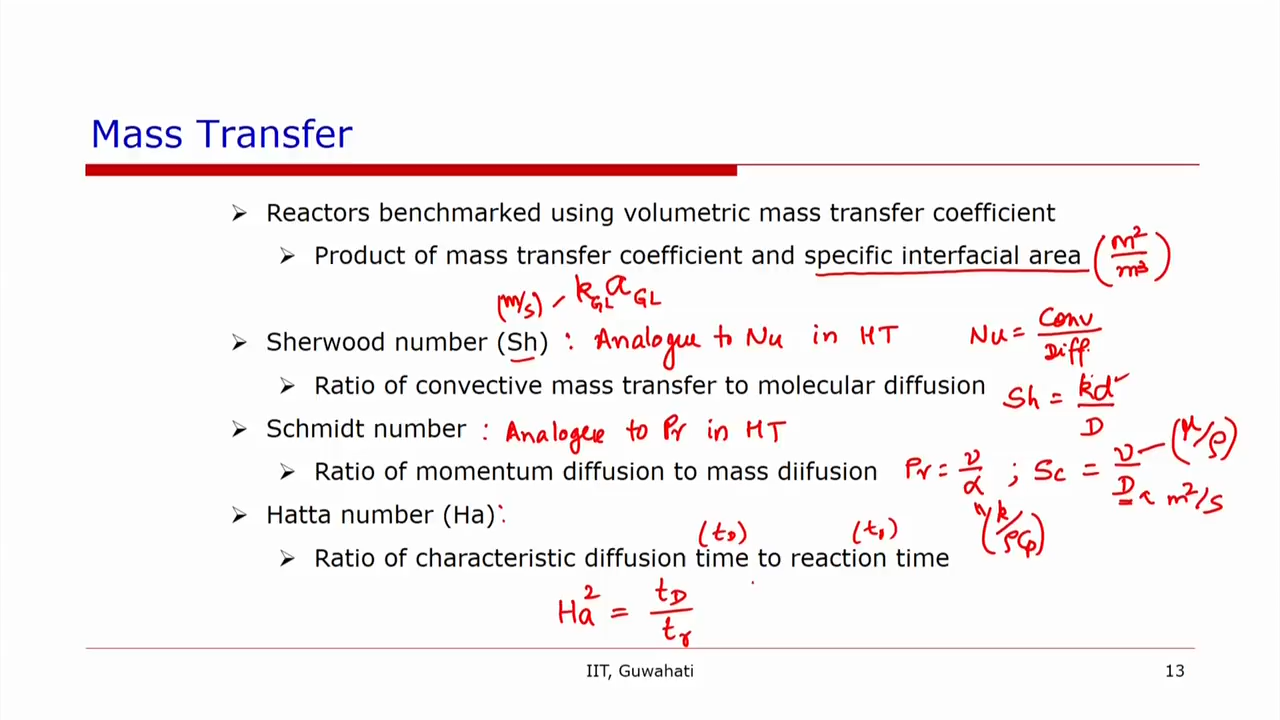 Mass Transfer
➢ Reactors benchmarked using volumetric mass transfer coefficient
➢ Product of mass transfer coefficient and specific interfacial area (m²/m³)
(m/s) - k_GL a_GL
➢ Sherwood number (Sh) : Analogue to Nu in HT Nu = Conv/Diff.
➢ Ratio of convective mass transfer to molecular diffusion Sh = kd/D
➢ Schmidt number : Analogue to Pr in HT
➢ Ratio of momentum diffusion to mass diifusion Pr = ν/α ; Sc = ν/D (μ/ρ) m²/s
➢ Hatta number (Ha): (k/ρCp)
(t_D)
➢ Ratio of characteristic diffusion time to reaction time
Ha² = t_D/t_r
IIT, Guwahati 13